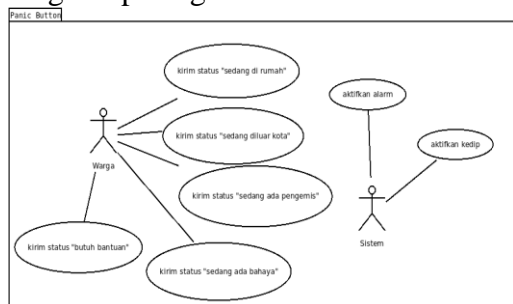 Panic Button
kirim status "sedang di rumah"
aktifkan alarm
kirim status "sedang diluar kota"
aktifkan kedip
Warga
kirim status "sedang ada pengemis"
Sistem
kirim status "butuh bantuan"
kirim status "sedang ada bahaya"